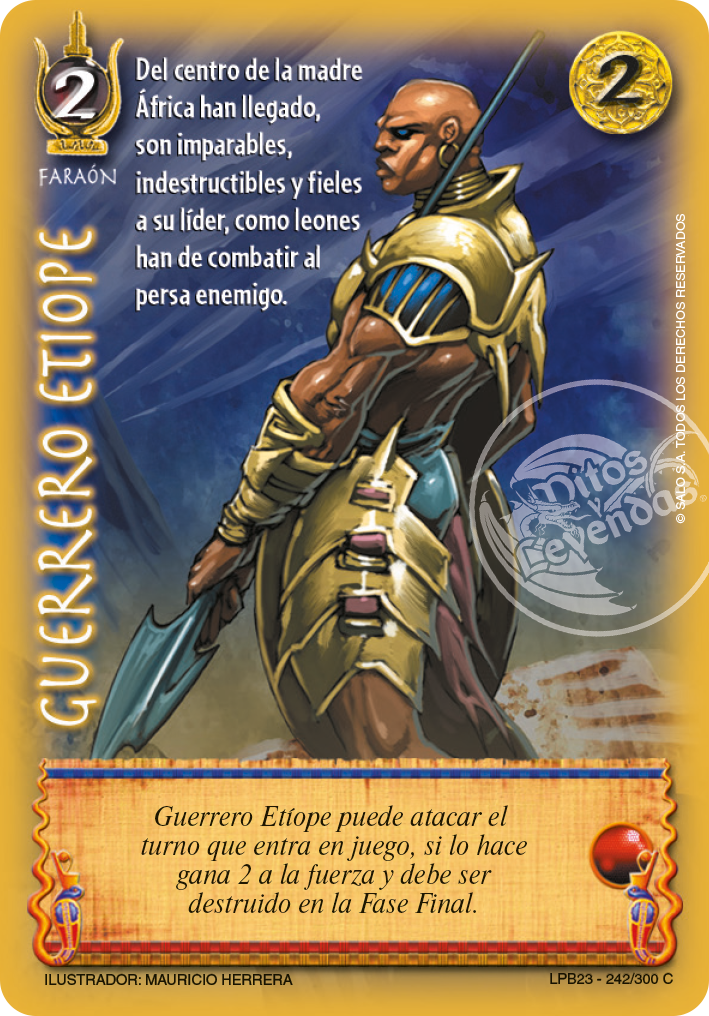 2
FARAÓN
2
Del centro de la madre
África han llegado,
son imparables,
indestructibles y fieles
a su líder, como leones
han de combatir al
persa enemigo.
GUERRERO ETIOPE
© SALO S.A. TODOS LOS DERECHOS RESERVADOS
Mitos
y
Leyendas®
Guerrero Etíope puede atacar el
turno que entra en juego, si lo hace
gana 2 a la fuerza y debe ser
destruido en la Fase Final.
ILUSTRADOR: MAURICIO HERRERA
LPB23 - 242/300 C